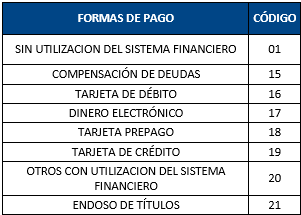 FORMAS DE PAGO CÓDIGO
SIN UTILIZACION DEL SISTEMA FINANCIERO 01
COMPENSACIÓN DE DEUDAS 15
TARJETA DE DÉBITO 16
DINERO ELECTRÓNICO 17
TARJETA PREPAGO 18
TARJETA DE CRÉDITO 19
OTROS CON UTILIZACION DEL SISTEMA
FINANCIERO 20
ENDOSO DE TÍTULOS 21